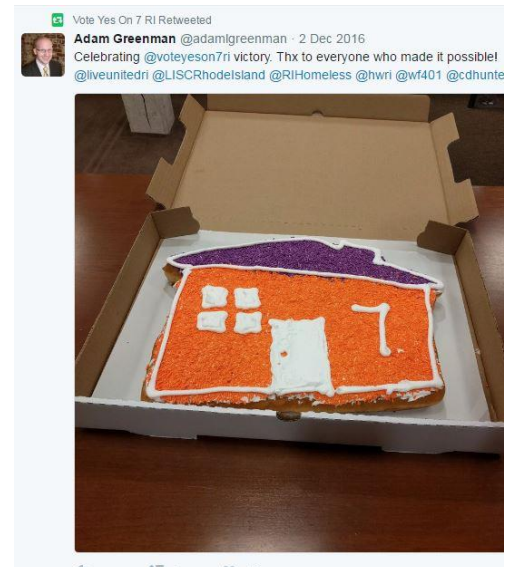 Vote Yes On 7 RI Retweeted
Adam Greenman @adamlgreenman · 2 Dec 2016
Celebrating @voteyeson7ri victory. Thx to everyone who made it possible!
@liveunitedri @LISCRhodeIsland @RIHomeless @hwri @wf401 @cdhunte
7